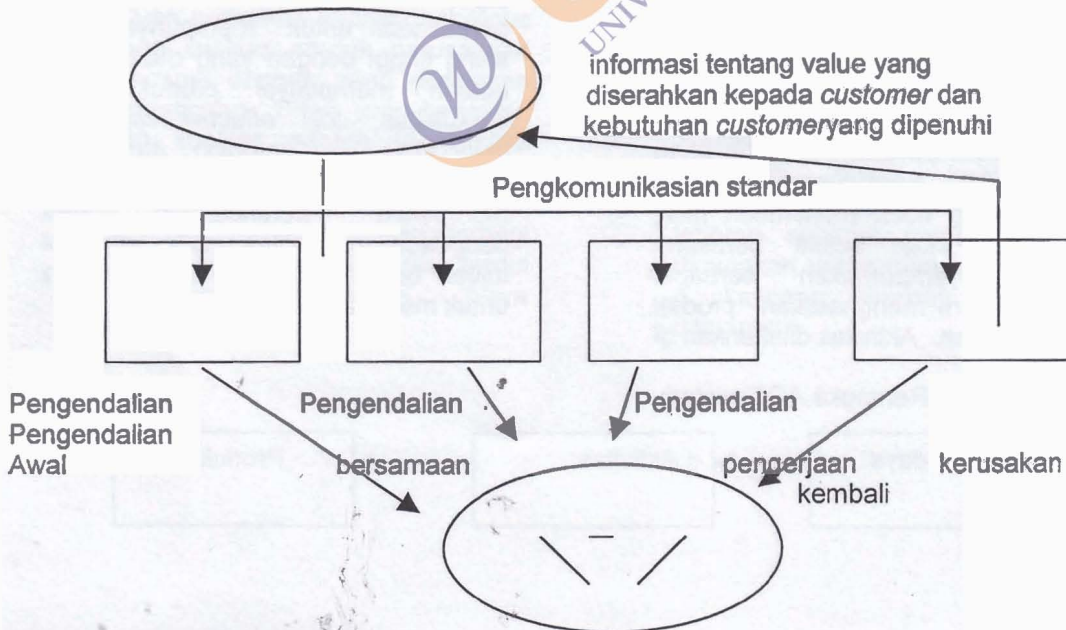 UNIV
informasi tentang value yang
diserahkan kepada customer dan
kebutuhan customeryang dipenuhi
Pengkomunikasian standar
Pengendalian
Pengendalian
Awal
Pengendalian
bersamaan
Pengendalian
pengerjaan
kembali
kerusakan